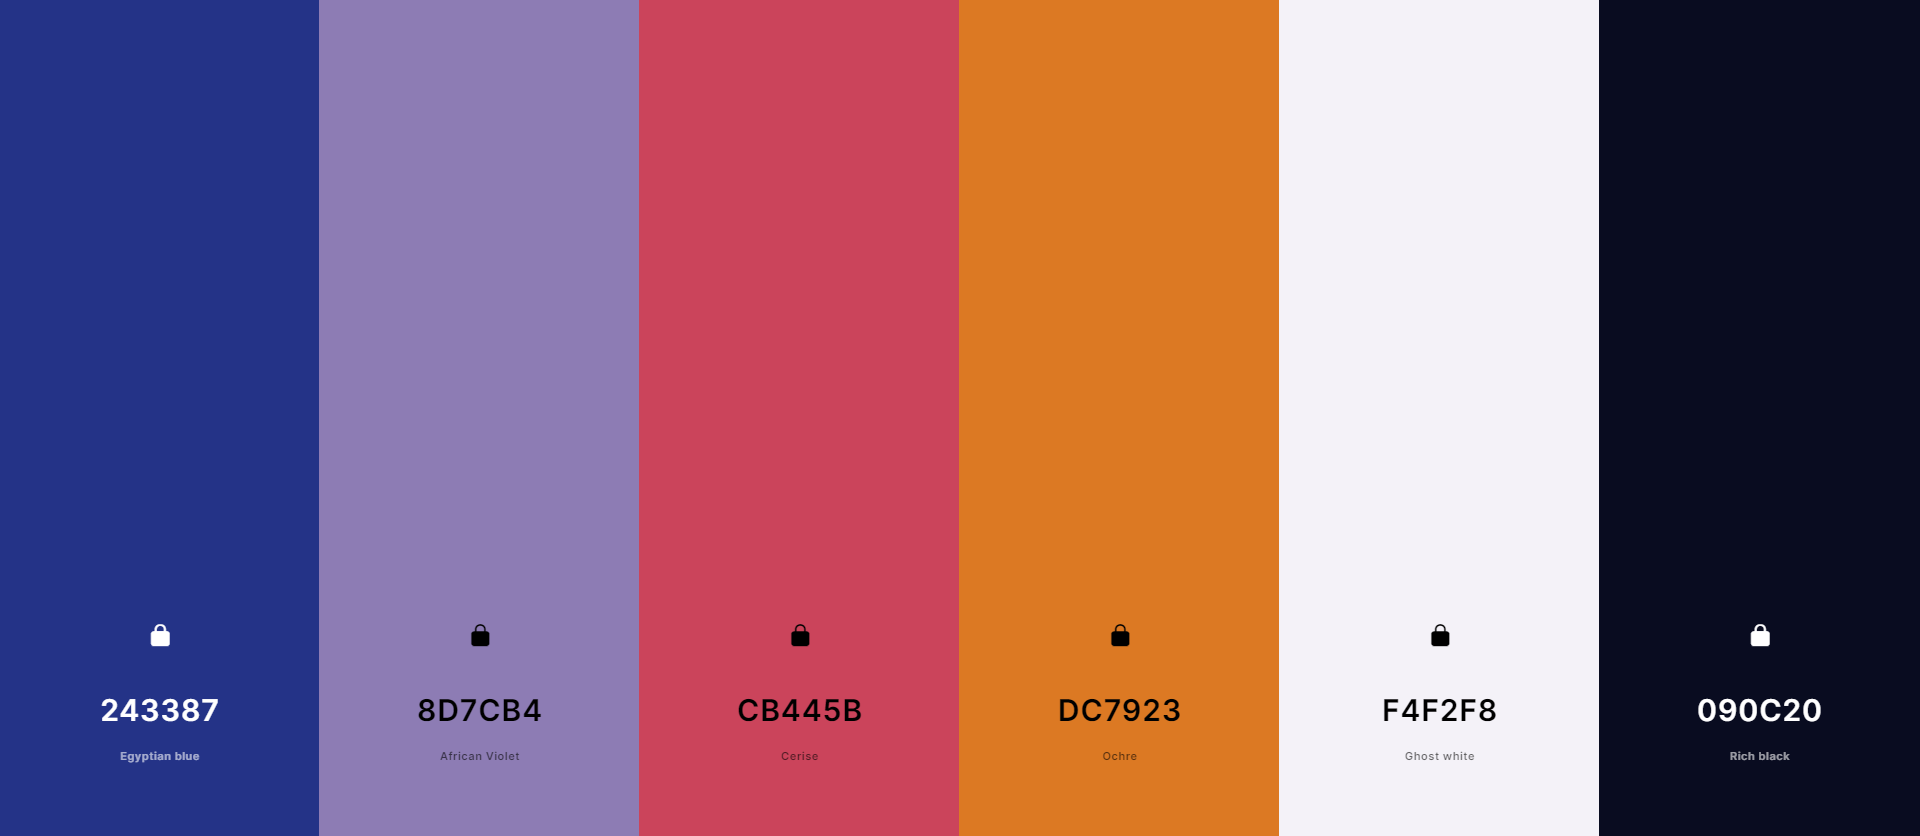 243387
Egyptian blue
8D7CB4
African Violet
CB445B
Cerise
DC7923
Ochre
F4F2F8
Ghost white
090C20
Rich black